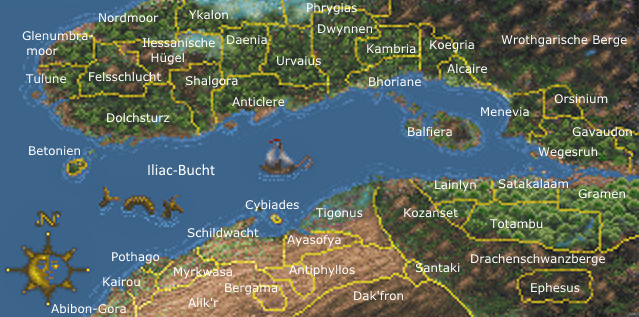 Phrygias
Nordmoor
Ykalon
Dwynnen
Glenumbra-
moor
Ilessanische
Hügel
Daenia
Kambria
Koegria
Wrothgarische Berge
Urvaius
Tulune
Felsschlucht
Shalgora
Alcaire
Bhoriane
Anticlere
Orsinium
Dolchsturz
Menevia
Balfiera
Gavaudon
Betonien
Wegesruh
Iliac-Bucht
Lainlyn
Satakalaam
Gramen
N
Cybiades
Tigonus
Kozanset
Totambu
Schildwacht
Ayasofya
Pothago
Drachenschwanzberge
Myrkwasa
Antiphyllos
Santaki
Kairou
Bergama
Ephesus
Dak'fron
Alik'r
Abibon-Gora